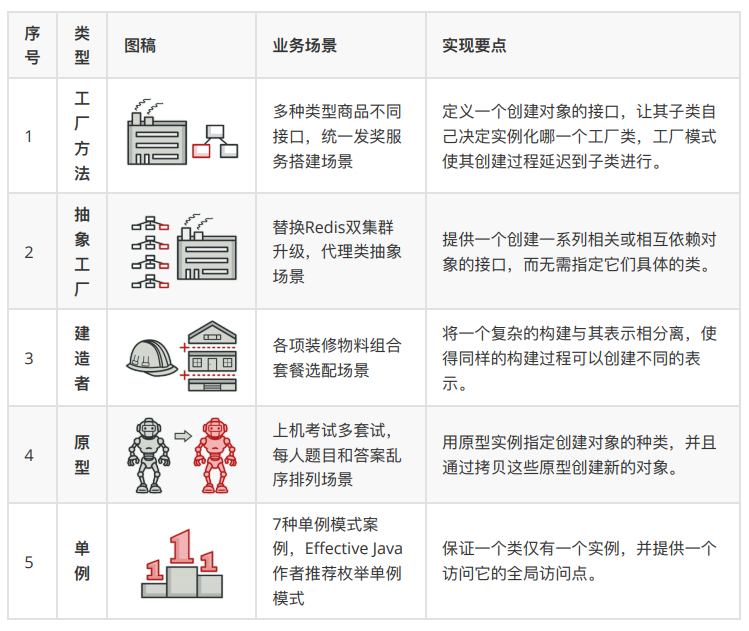 序号
类型
图稿
业务场景
实现要点
1
工厂方法
多种类型商品不同
接口，统一发奖服
务搭建场景
定义一个创建对象的接口，让其子类自
己决定实例化哪一个工厂类，工厂模式
使其创建过程延迟到子类进行。
2
抽象工厂
替换Redis双集群
升级，代理类抽象
场景
提供一个创建一系列相关或相互依赖对
象的接口，而无需指定它们具体的类。
3
建造者
各项装修物料组合
套餐选配场景
将一个复杂的构建与其表示相分离，使
得同样的构建过程可以创建不同的表
示。
4
原型
上机考试多套试，
每人题目和答案乱
序排列场景
用原型实例指定创建对象的种类，并且
通过拷贝这些原型创建新的对象。
5
单例
1
1
1
7种单例模式案
例，Effective Java
作者推荐枚举单例
模式
保证一个类仅有一个实例，并提供一个
访问它的全局访问点。